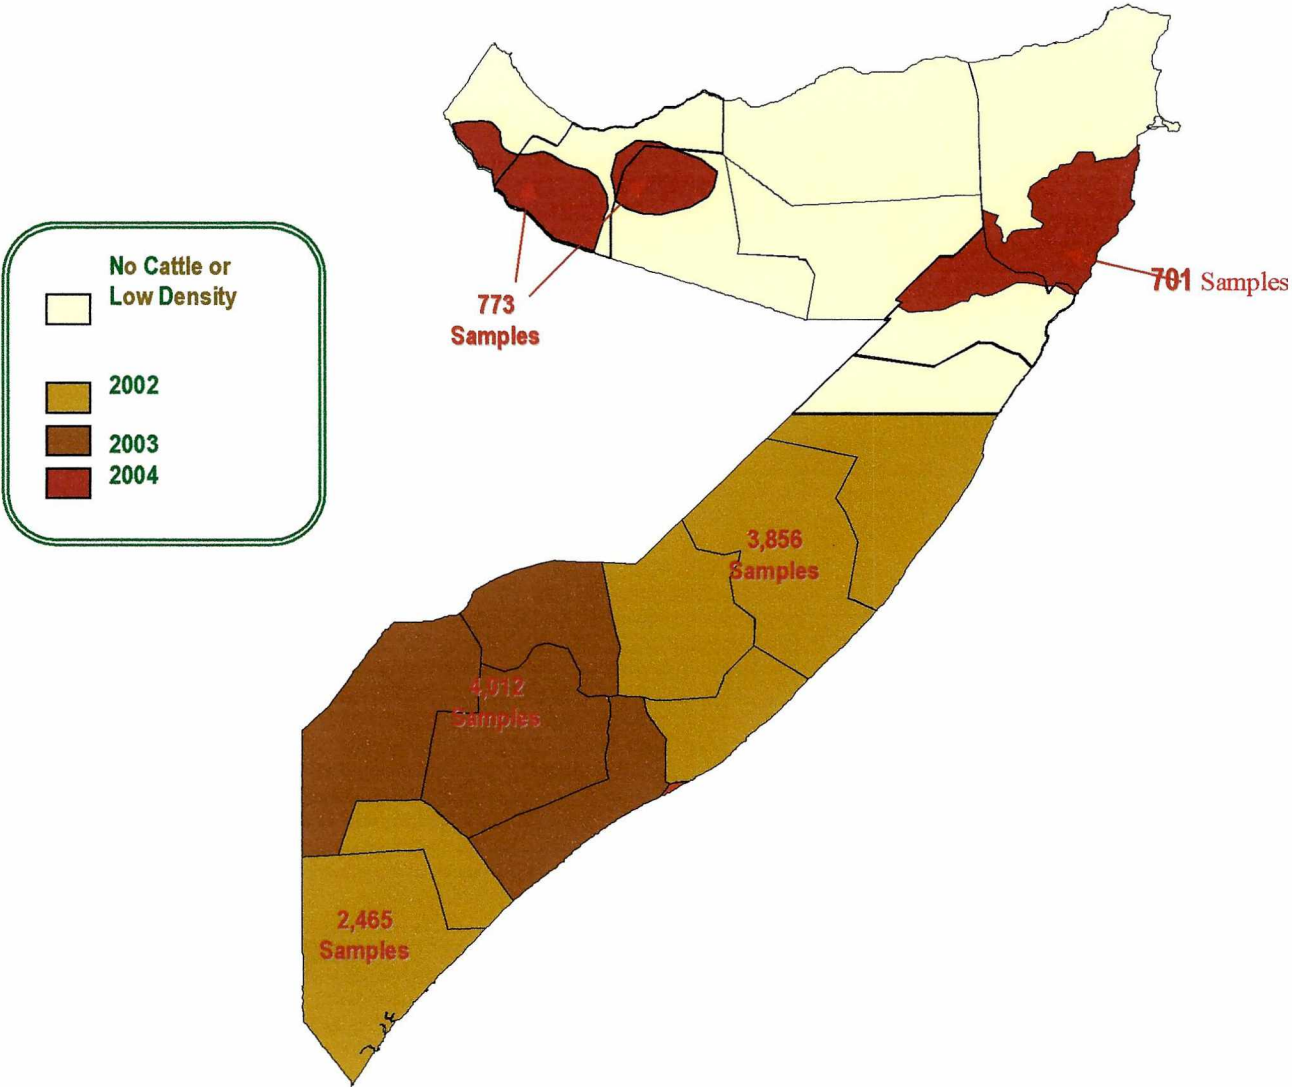 No Cattle or
Low Density
2002
2003
2004
773
Samples
701 Samples
3,856
Samples
4,012
Samples
2,465
Samples